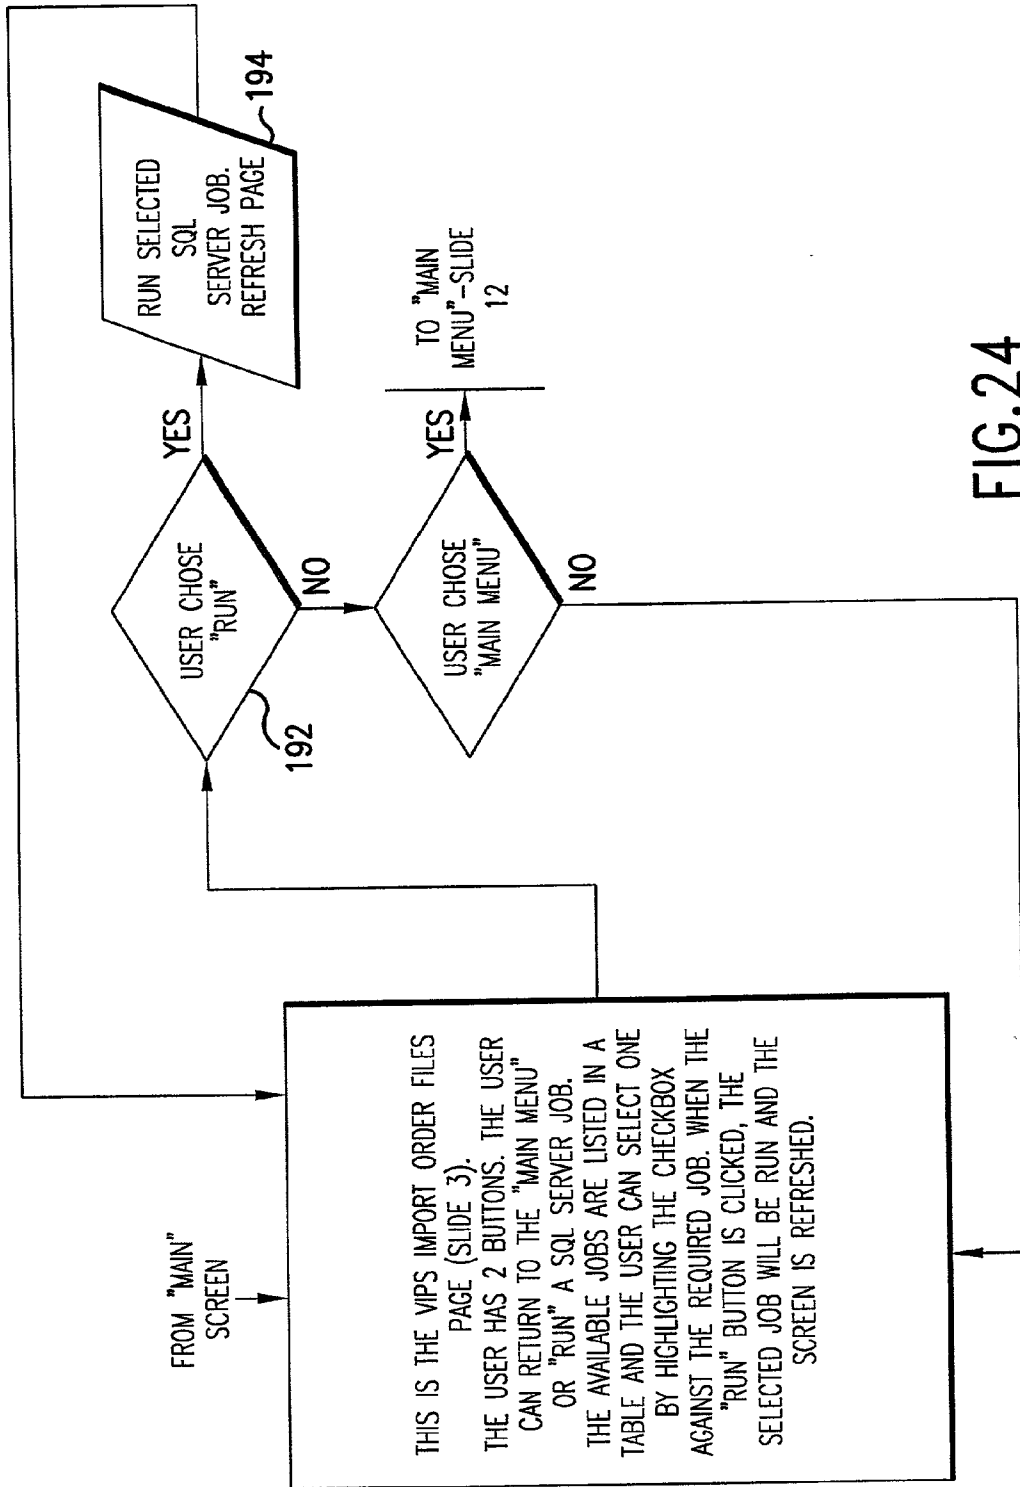 FROM "MAIN"
SCREEN
THIS IS THE VIPS IMPORT ORDER FILES
PAGE (SLIDE 3).
THE USER HAS 2 BUTTONS. THE USER
CAN RETURN TO THE "MAIN MENU"
OR "RUN" A SQL SERVER JOB.
THE AVAILABLE JOBS ARE LISTED IN A
TABLE AND THE USER CAN SELECT ONE
BY HIGHLIGHTING THE CHECKBOX
AGAINST THE REQUIRED JOB. WHEN THE
"RUN" BUTTON IS CLICKED, THE
SELECTED JOB WILL BE RUN AND THE
SCREEN IS REFRESHED.
USER CHOSE
"RUN"
192
YES
NO
RUN SELECTED
SQL
SERVER JOB.
REFRESH PAGE
194
USER CHOSE
"MAIN MENU"
YES
NO
TO "MAIN
MENU"-SLIDE
12
FIG.24